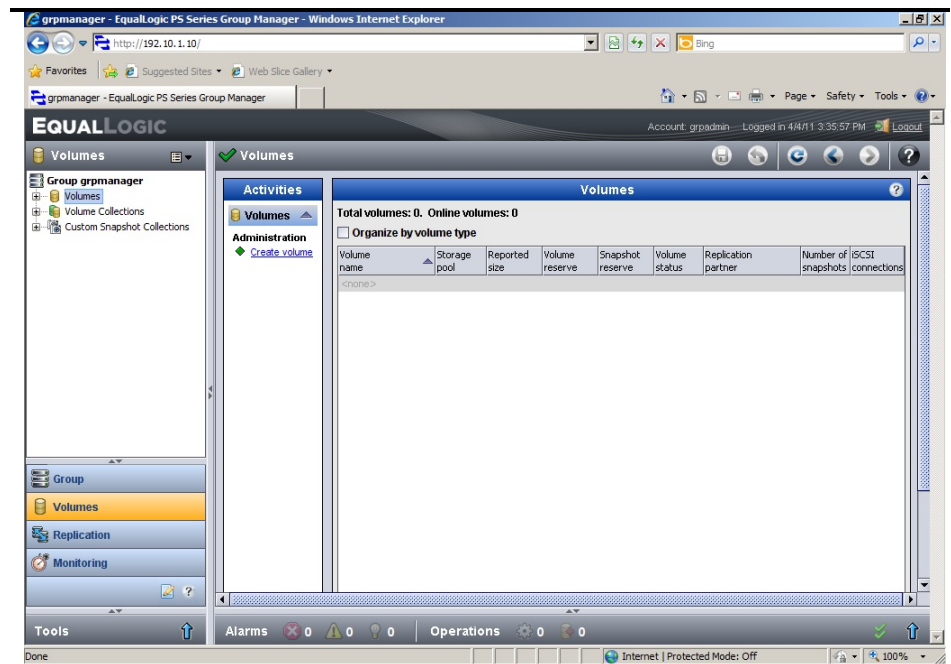 grpmanager - EqualLogic PS Series Group Manager - Windows Internet Explorer
http://192.10.1.10/
Bing
Favorites
Suggested Sites
Web Slice Gallery
grpmanager - EqualLogic PS Series Group Manager
Page
Safety
Tools
EQUALLOGIC
Account: grpadmin
Logged in 4/4/11 3:35:57 PM
Logout
Volumes
Volumes
Group grpmanager
Volumes
Volume Collections
Custom Snapshot Collections
Activities
Volumes
Administration
Create volume
Volumes
Total volumes: 0. Online volumes: 0
Organize by volume type
Volume name
Storage pool
Reported size
Volume reserve
Snapshot reserve
Volume status
Replication partner
Number of snapshots
iSCSI connections
<none>
Group
Volumes
Replication
Monitoring
Tools
Alarms 0 0 0
Operations 0 0
Done
Internet | Protected Mode: Off
100%